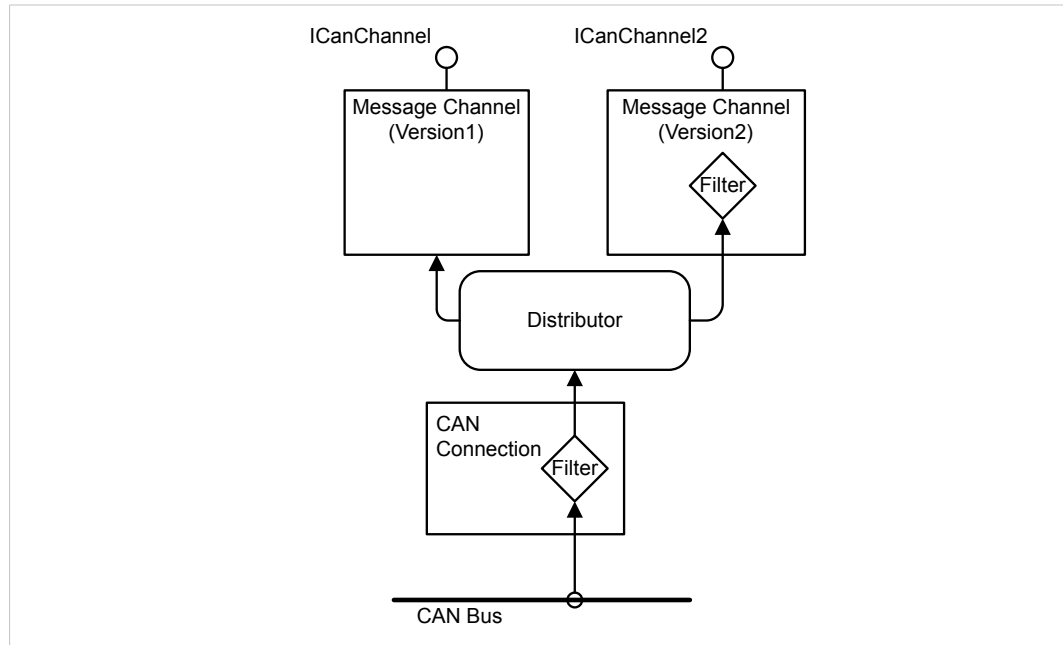 ICanChannel
ICanChannel2
Message Channel
(Version1)
Message Channel
(Version2)
Filter
Distributor
CAN
Connection
Filter
CAN Bus